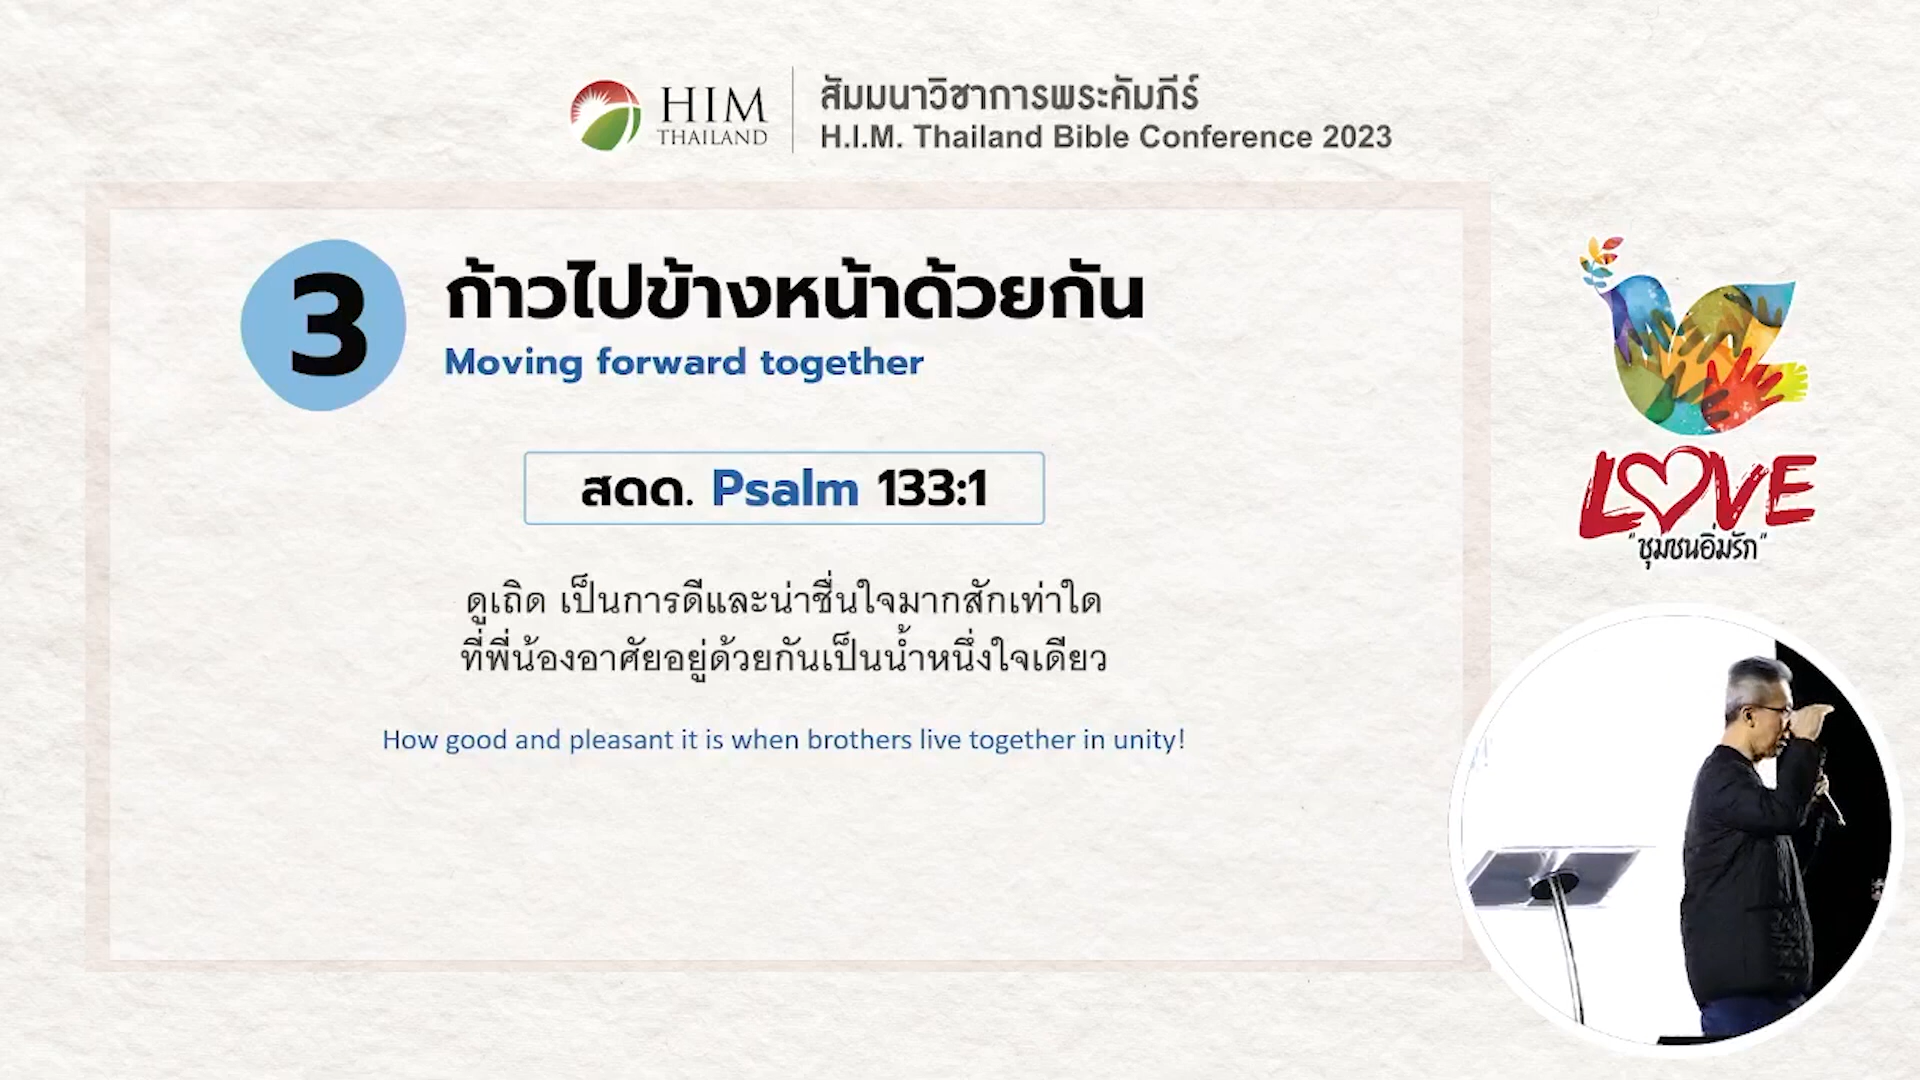 HIM
THAILAND
สัมมนาวิชาการพระคัมภีร์
H.I.M. Thailand Bible Conference 2023
3
ก้าวไปข้างหน้าด้วยกัน
Moving forward together
สดด. Psalm 133:1
ดูเถิด เป็นการดีและน่าชื่นใจมากสักเท่าใด
ที่พี่น้องอาศัยอยู่ด้วยกันเป็นน้ำหนึ่งใจเดียว
How good and pleasant it is when brothers live together in unity!
LOVE
"ชุมชนอิ่มรัก"